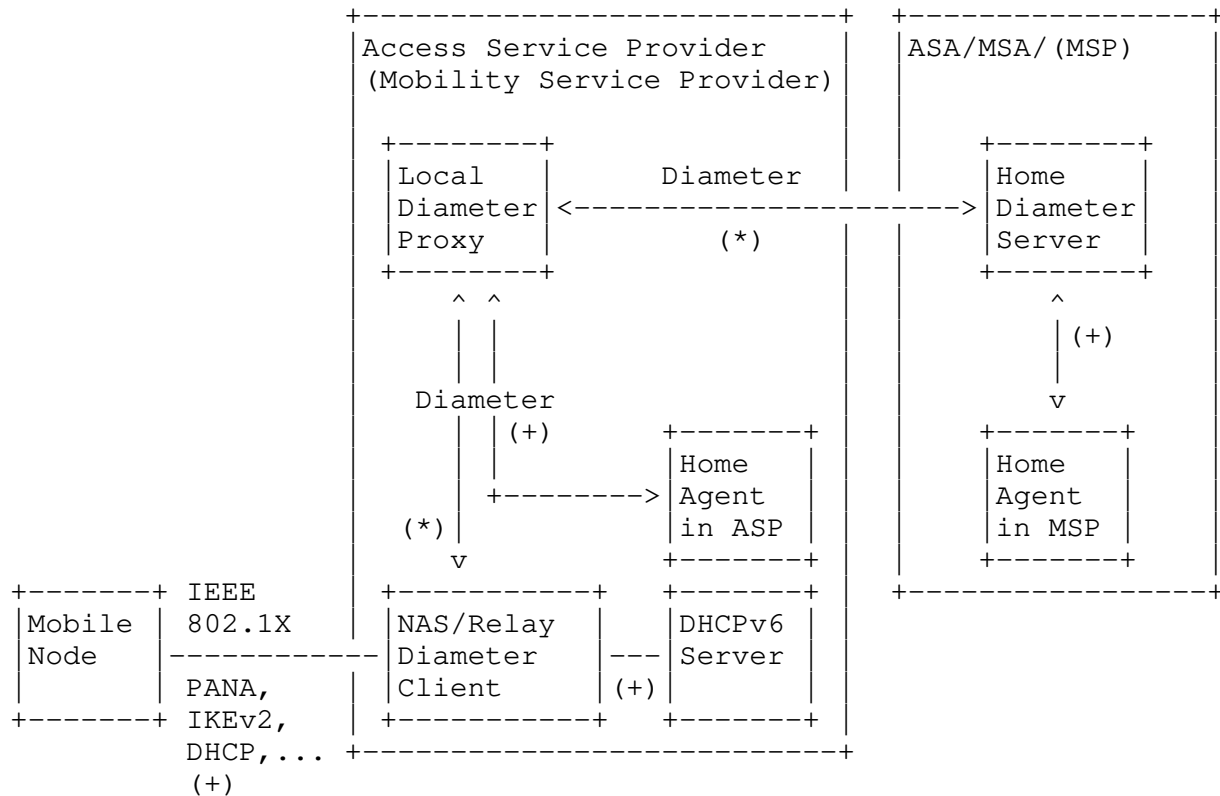 Access Service Provider
(Mobility Service Provider)
ASA/MSA/(MSP)
Local
Diameter
Proxy
Diameter
(*)
Home
Diameter
Server
(+)
Diameter
(+)
Home
Agent
in ASP
(*)
Home
Agent
in MSP
Mobile
Node
IEEE
802.1X
PANA,
IKEv2,
DHCP,...
(+)
NAS/Relay
Diameter
Client
(+)
DHCPv6
Server